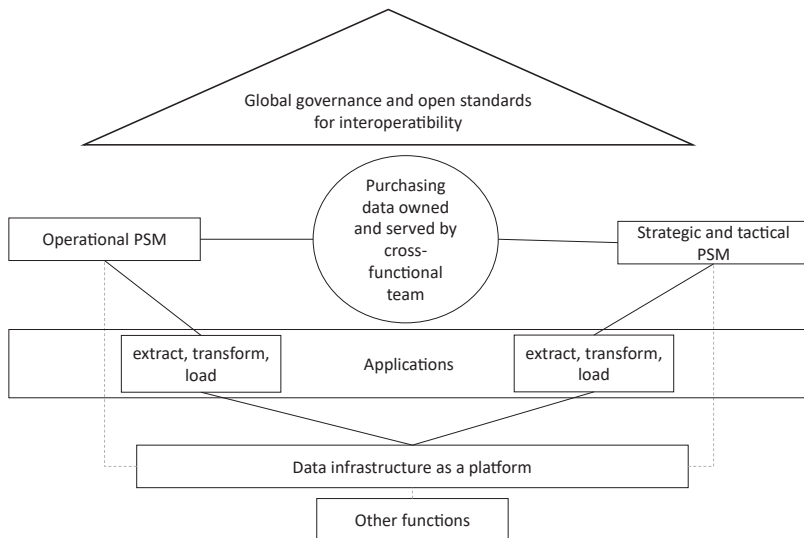 Global governance and open standards
for interoperatibility
Purchasing
data owned
and served by
cross-
functional
team
Operational PSM
Strategic and tactical
PSM
extract, transform,
load
Applications
extract, transform,
load
Data infrastructure as a platform
Other functions